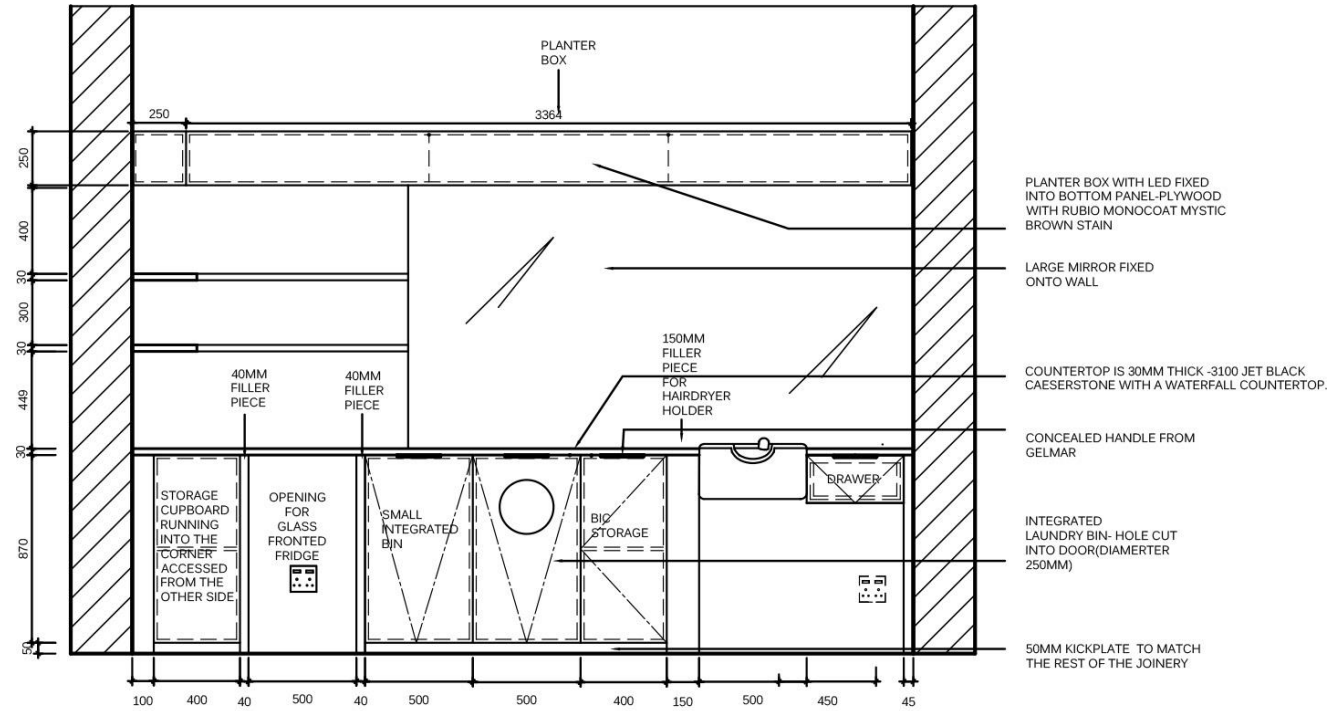 PLANTER
BOX
250
3364
250
400
30
300
30
449
30
870
50
PLANTER BOX WITH LED FIXED
INTO BOTTOM PANEL-PLYWOOD
WITH RUBIO MONOCOAT MYSTIC
BROWN STAIN
LARGE MIRROR FIXED
ONTO WALL
150MM
FILLER
PIECE
FOR
HAIRDRYER
HOLDER
40MM
FILLER
PIECE
40MM
FILLER
PIECE
COUNTERTOP IS 30MM THICK -3100 JET BLACK
CAESERSTONE WITH A WATERFALL COUNTERTOP.
CONCEALED HANDLE FROM
GELMAR
STORAGE
CUPBOARD
RUNNING
INTO THE
CORNER
ACCESSED
FROM THE
OTHER SIDE
OPENING
FOR
GLASS
FRONTED
FRIDGE
SMALL
INTEGRATED
BIN
BIC
STORAGE
DRAWER
INTEGRATED
LAUNDRY BIN- HOLE CUT
INTO DOOR(DIAMERTER
250MM)
50MM KICKPLATE TO MATCH
THE REST OF THE JOINERY
100
400
40
500
40
500
500
400
150
500
450
45